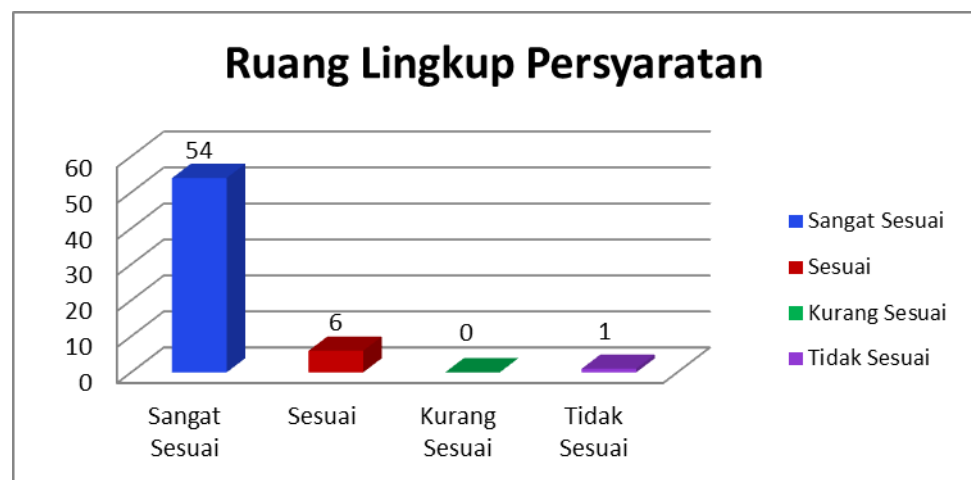 Ruang Lingkup Persyaratan
60
50
40
30
20
10
0
54
6
0
1
Sangat
Sesuai
Sesuai
Kurang
Sesuai
Tidak
Sesuai
Sangat Sesuai
Sesuai
Kurang Sesuai
Tidak Sesuai